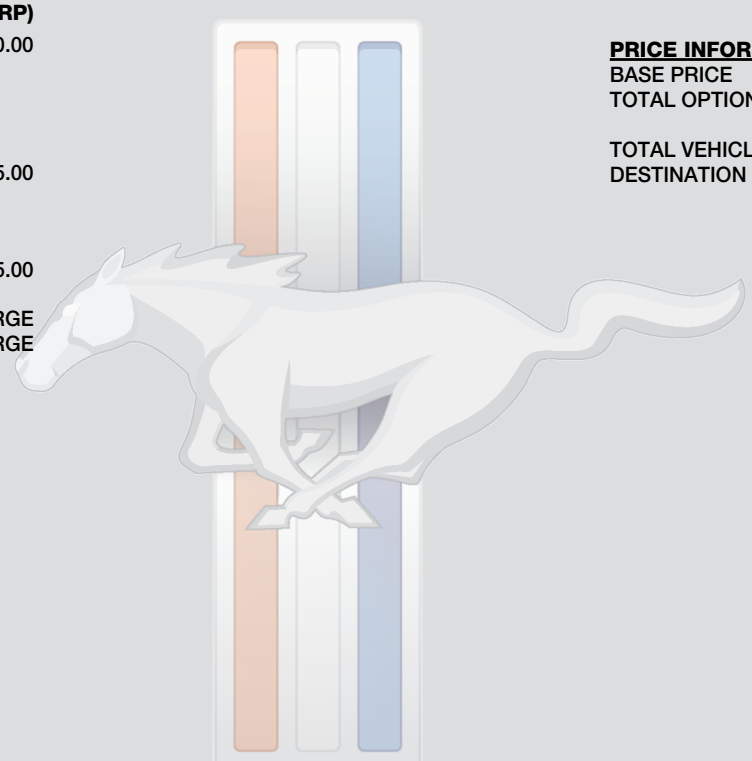 RP)
0.00
5.00
5.00
RGE
RGE
PRICE INFOR
BASE PRICE
TOTAL OPTION
TOTAL VEHICL
DESTINATION